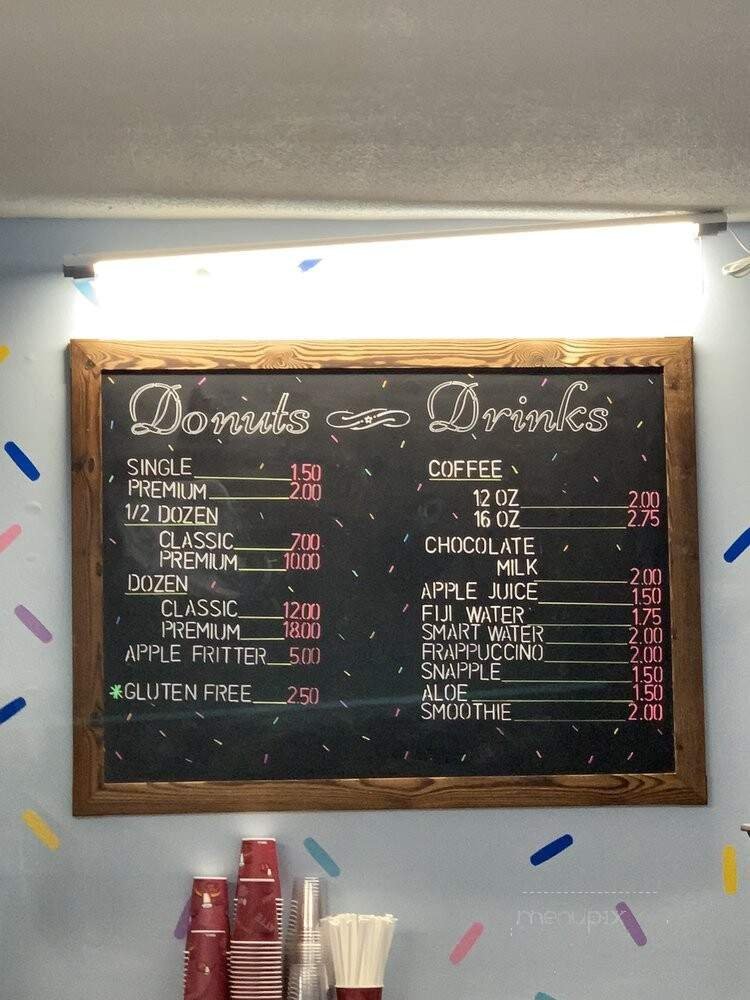 Donuts
SINGLE 1.50
PREMIUM 2.00
1/2 DOZEN
CLASSIC 7.00
PREMIUM 10.00
DOZEN
CLASSIC 12.00
PREMIUM 18.00
APPLE FRITTER 5.00
*GLUTEN FREE 2.50
Drinks
COFFEE
12 OZ 2.00
16 OZ 2.75
CHOCOLATE
MILK 2.00
APPLE JUICE 1.50
FIJI WATER 1.75
SMART WATER 2.00
FRAPPUCCINO 2.00
SNAPPLE 1.50
ALOE 1.50
SMOOTHIE 2.00
menupix